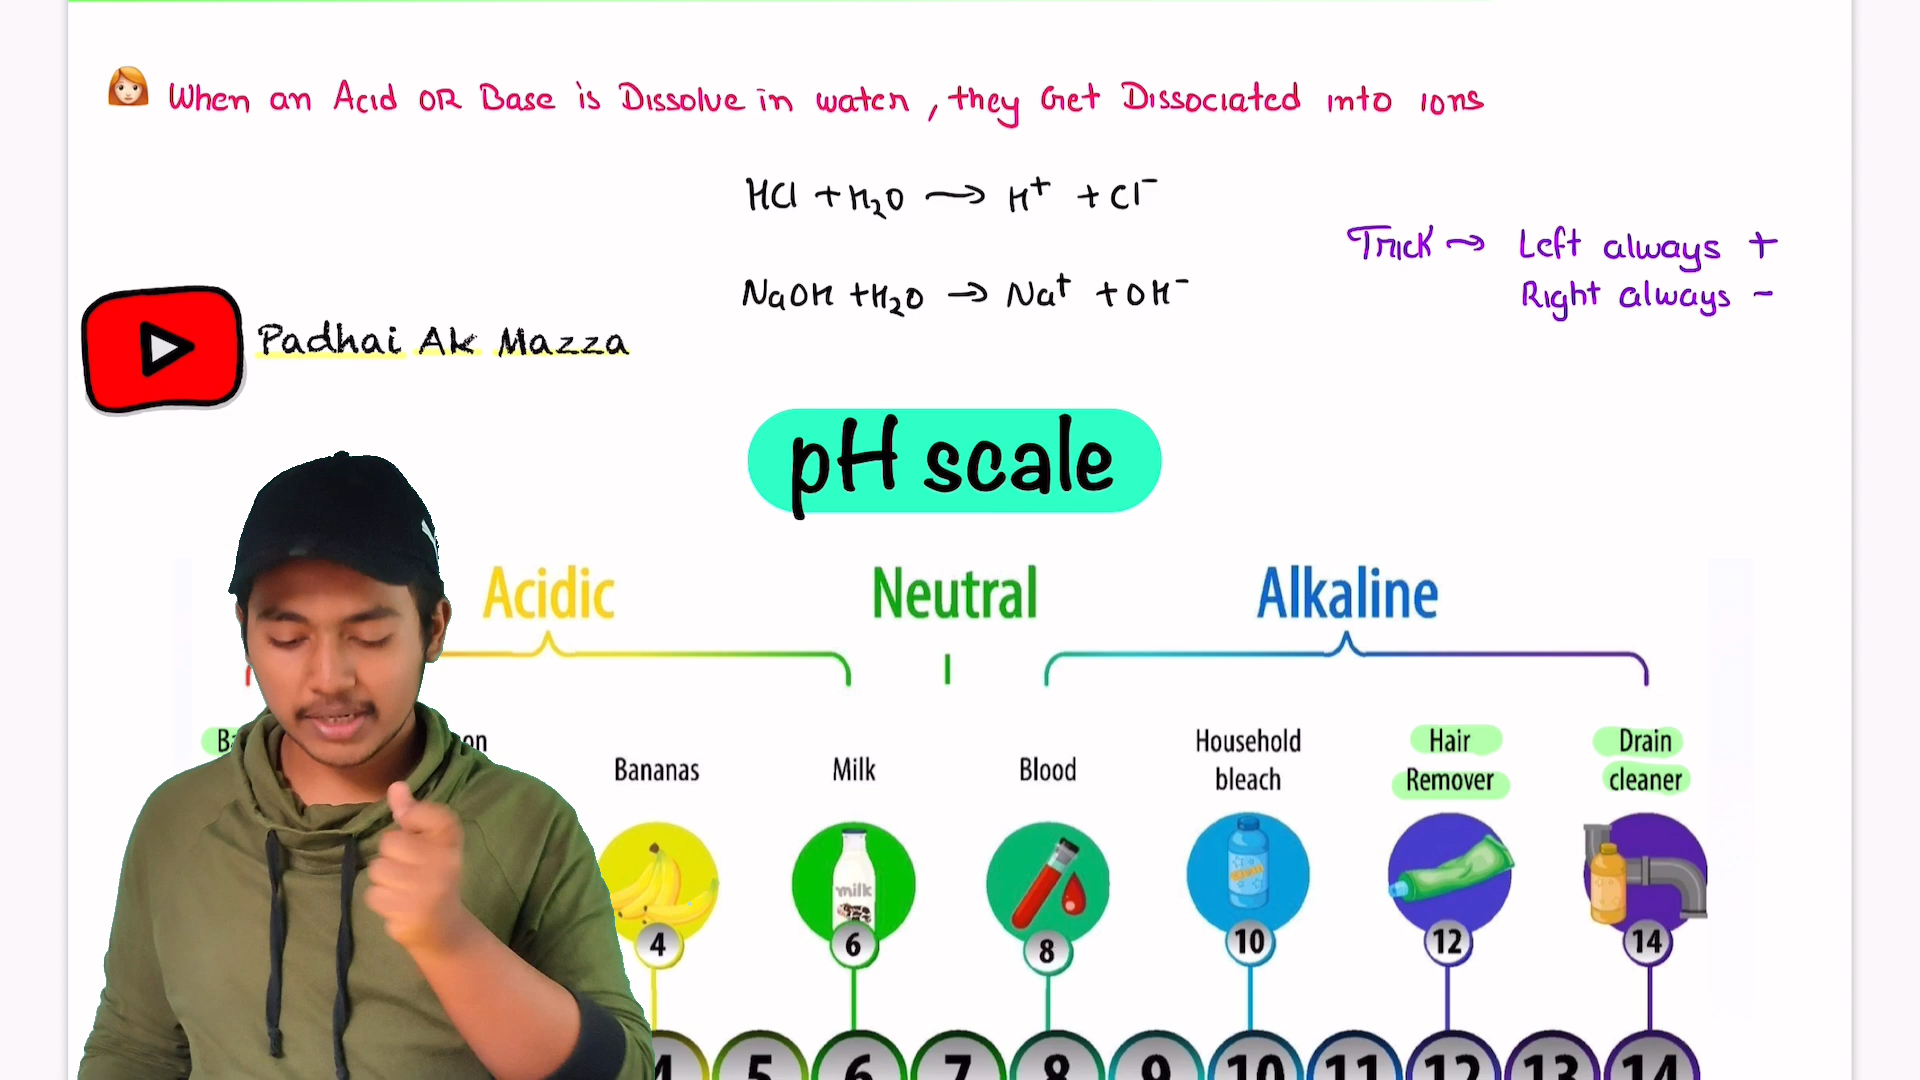 When an Acid OR Base is Dissolve in water, they Get Dissociated into ions
HCl + H₂O → H⁺ + Cl⁻
Trick → Left always +
NaOH + H₂O → Na⁺ + OH⁻
Right always -
Padhai Ak Mazza
pH scale
Acidic Neutral Alkaline
Bananas Milk Blood Household bleach Hair Remover Drain cleaner
milk
4 6 8 10 12 14
4 5 6 7 8 9 10 11 12 13 14